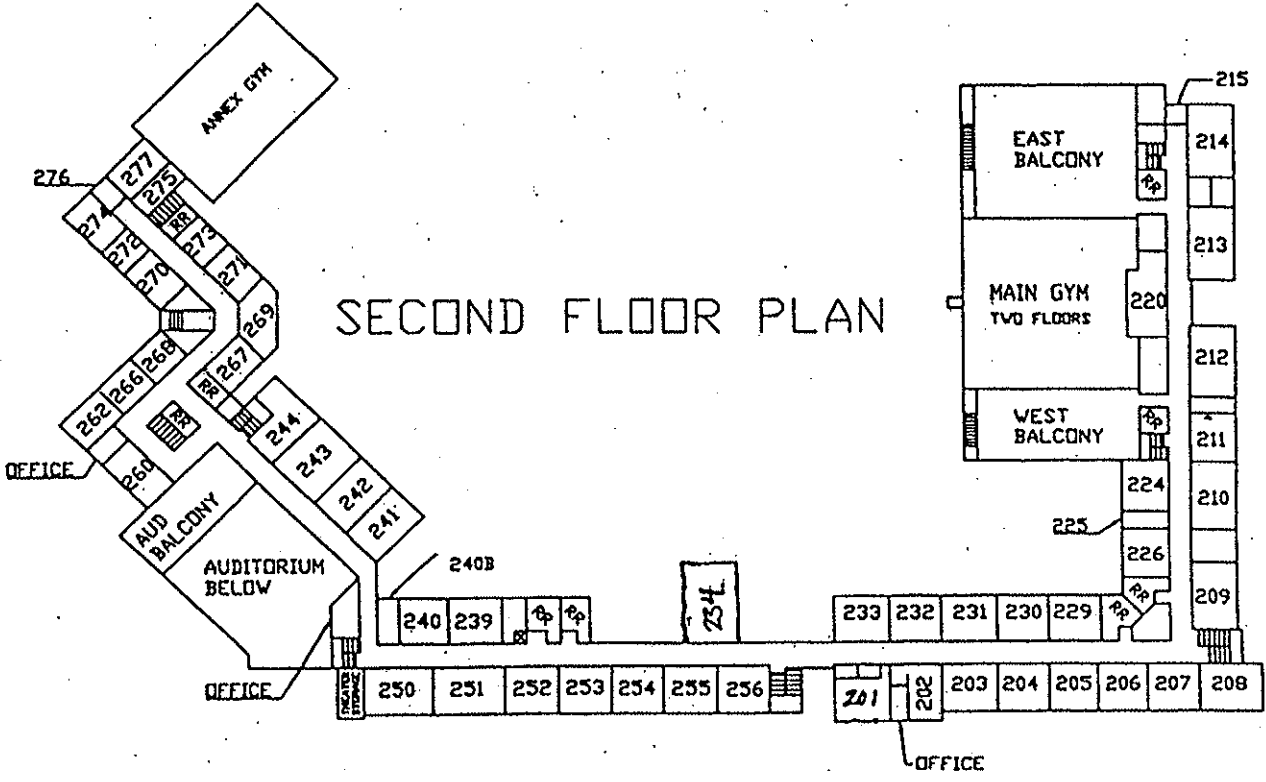 SECOND FLOOR PLAN
ANNEX GYM
277
276
275
274
RR
273
272
271
270
269
268
267
RR
266
262
RR
OFFICE
260
244
243
242
241
AUD
BALCONY
AUDITORIUM
BELOW
OFFICE
THEATER
STORAGE
240B
240
239
RR
RR
234
250
251
252
253
254
255
256
215
214
EAST
BALCONY
RR
213
MAIN GYM
TWO FLOORS
220
212
WEST
BALCONY
RR
211
224
210
225
226
RR
209
233
232
231
230
229
RR
201
202
203
204
205
206
207
208
OFFICE